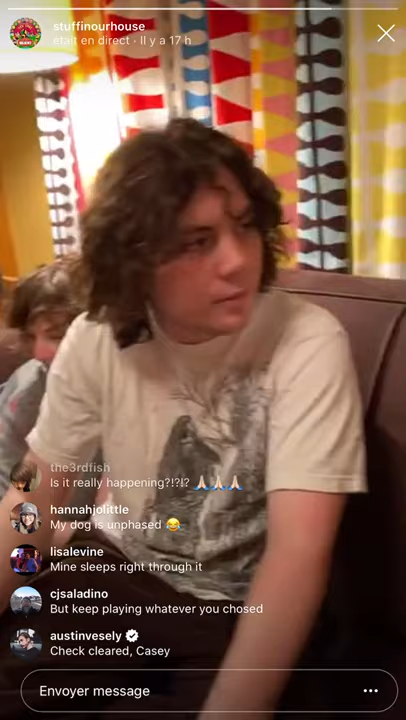 stuffinourhouse
était en direct · Il y a 17 h
the3rdfish
Is it really happening?!?!? 🙏🏻🙏🏻🙏🏻
hannahjolittle
My dog is unphased 😂
lisalevine
Mine sleeps right through it
cjsaladino
But keep playing whatever you chosed
austinvesely
Check cleared, Casey
Envoyer message